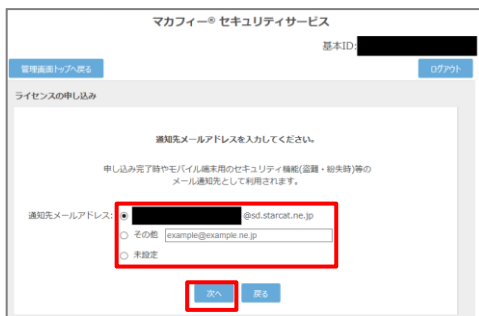 マカフィー® セキュリティサービス
基本ID:
管理画面トップへ戻る
ログアウト
ライセンスの申し込み
通知先メールアドレスを入力してください。
申し込み完了時やモバイル端末用のセキュリティ機能(盗難・紛失時)等の
メール通知先として利用されます。
通知先メールアドレス: @sd.starcat.ne.jp
その他 example@example.ne.jp
未設定
次へ 戻る